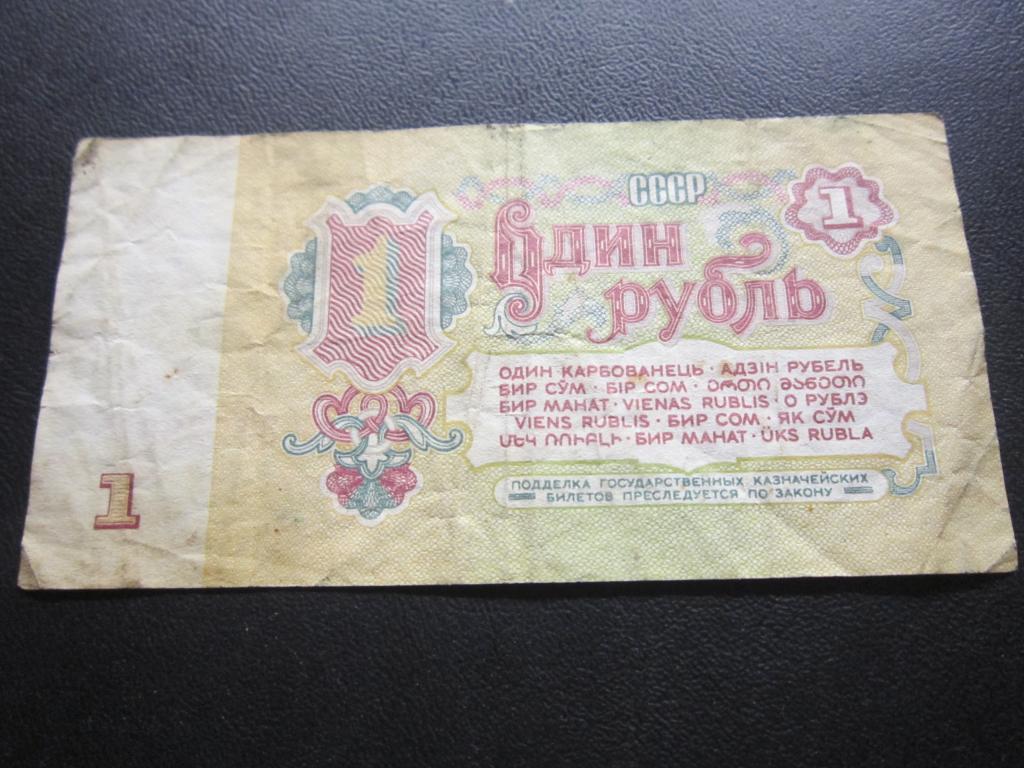 СССР
1
1
Один
рубль
ОДИН КАРБОВАНЕЦЬ · АДЗІН РУБЕЛЬ
БИР СЎМ · БІР СОМ · ᲔᲠᲗᲘ ᲛᲐᲜᲔᲗᲘ
БИР МАНАТ · VIENAS RUBLIS · О РУБЛЭ
VIENS RUBLIS · БИР СОМ · ЯК СӮМ
ՄԵԿ ՌՈՒԲԼԻ · БИР МАНАТ · ÜKS RUBLA
ПОДДЕЛКА ГОСУДАРСТВЕННЫХ КАЗНАЧЕЙСКИХ
БИЛЕТОВ ПРЕСЛЕДУЕТСЯ ПО ЗАКОНУ
1